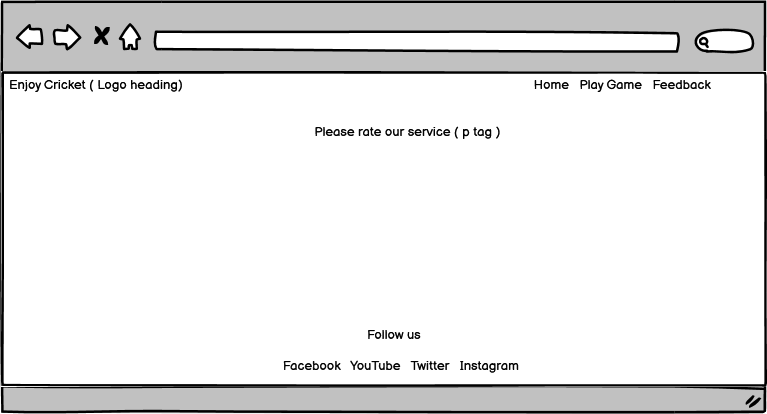 Enjoy Cricket ( Logo heading) Home Play Game Feedback
Please rate our service ( p tag )
Follow us
Facebook YouTube Twitter Instagram